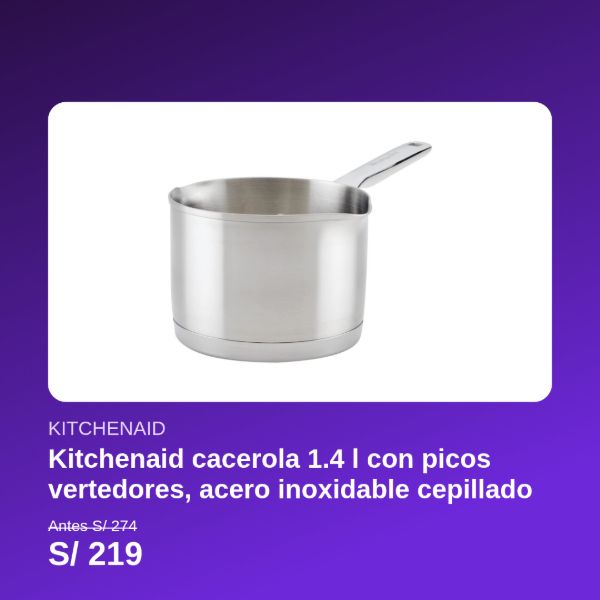 KITCHENAID
Kitchenaid cacerola 1.4 l con picos
vertedores, acero inoxidable cepillado
Antes S/ 274
S/ 219